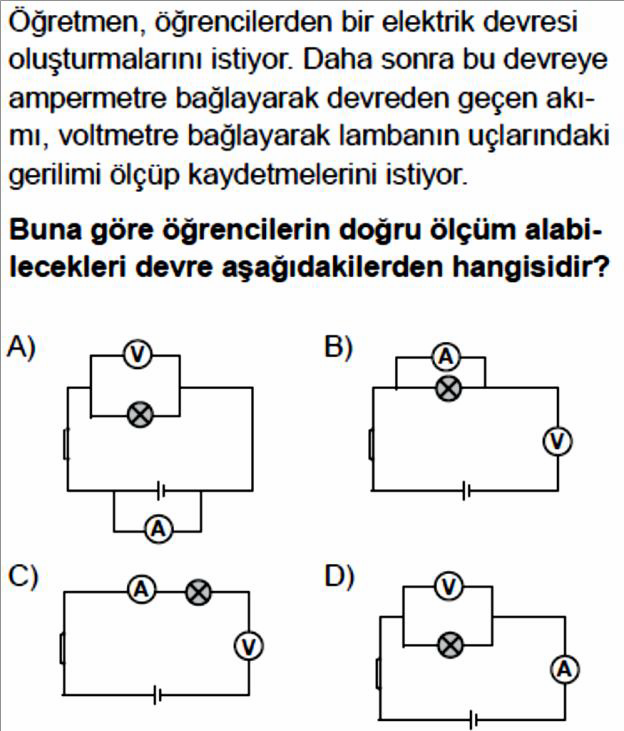 Öğretmen, öğrencilerden bir elektrik devresi
oluşturmalarını istiyor. Daha sonra bu devreye
ampermetre bağlayarak devreden geçen akı-
mı, voltmetre bağlayarak lambanın uçlarındaki
gerilimi ölçüp kaydetmelerini istiyor.
Buna göre öğrencilerin doğru ölçüm alabi-
lecekleri devre aşağıdakilerden hangisidir?
A)
V
A
B)
A
V
C)
A
V
D)
V
A